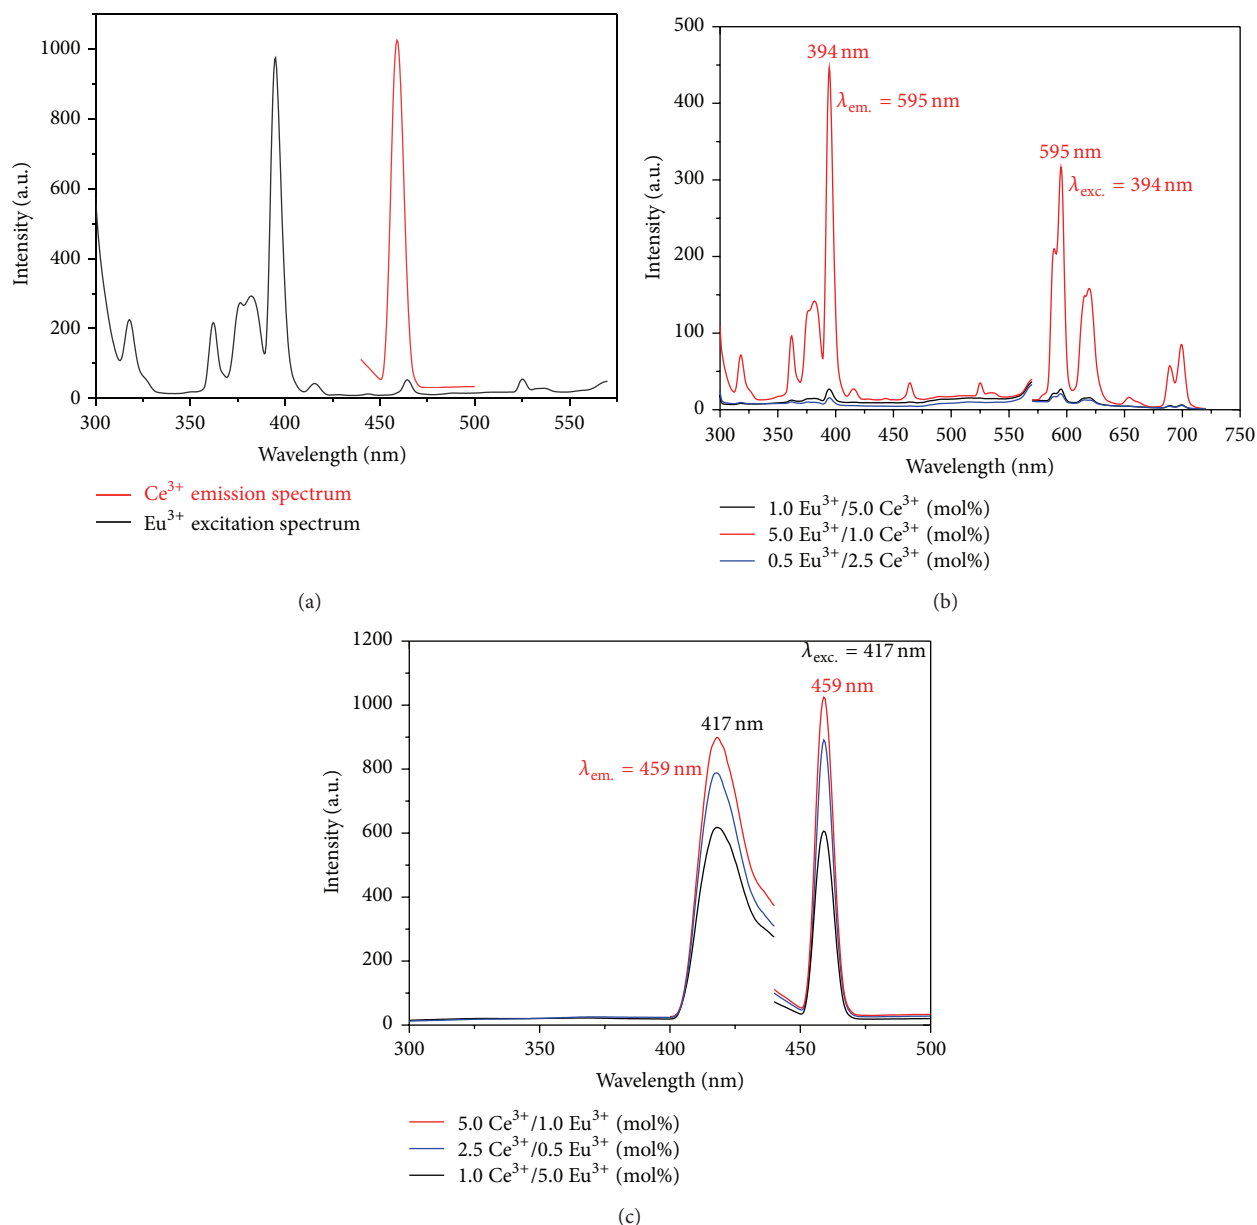 1000
800
600
400
200
0
Intensity (a.u.)
300
350
400
450
500
550
Wavelength (nm)
Ce³⁺ emission spectrum
Eu³⁺ excitation spectrum
(a)
500
400
300
200
100
0
Intensity (a.u.)
394 nm
λem. = 595 nm
595 nm
λexc. = 394 nm
300
350
400
450
500
550
600
650
700
750
Wavelength (nm)
1.0 Eu³⁺/5.0 Ce³⁺ (mol%)
5.0 Eu³⁺/1.0 Ce³⁺ (mol%)
0.5 Eu³⁺/2.5 Ce³⁺ (mol%)
(b)
1200
1000
800
600
400
200
0
Intensity (a.u.)
λexc. = 417 nm
459 nm
417 nm
λem. = 459 nm
300
350
400
450
500
Wavelength (nm)
5.0 Ce³⁺/1.0 Eu³⁺ (mol%)
2.5 Ce³⁺/0.5 Eu³⁺ (mol%)
1.0 Ce³⁺/5.0 Eu³⁺ (mol%)
(c)